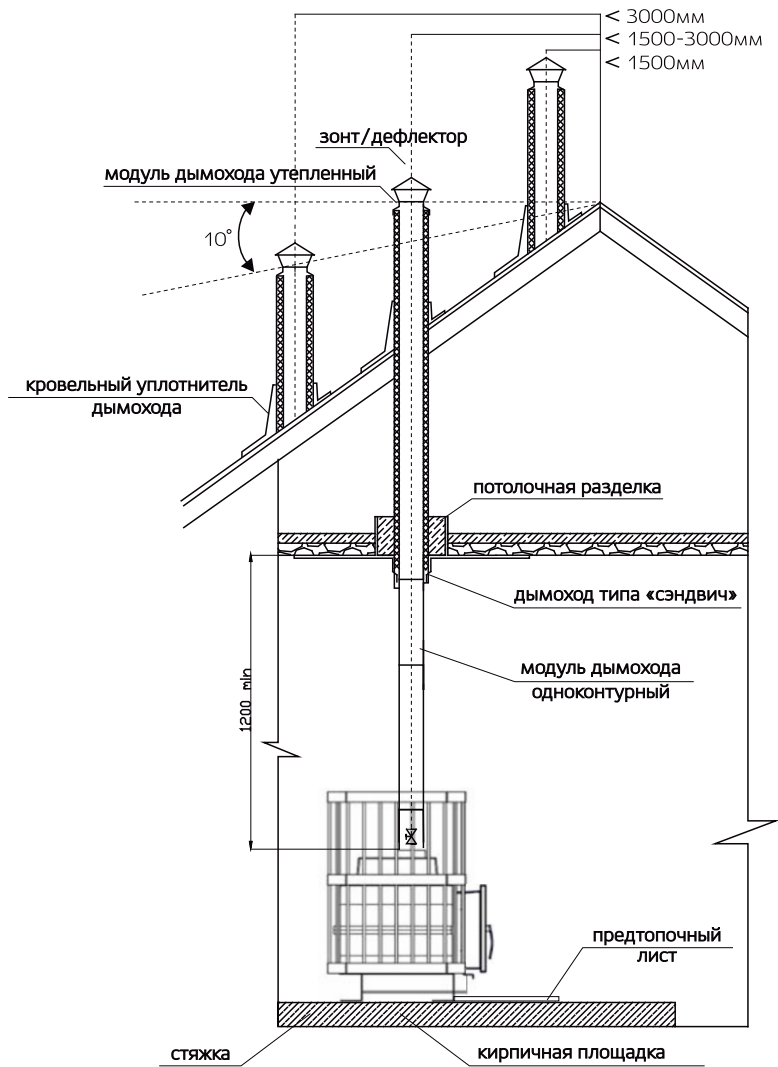 < 3000мм
< 1500-3000мм
< 1500мм
зонт/дефлектор
модуль дымохода утепленный
10°
кровельный уплотнитель
дымохода
потолочная разделка
дымоход типа «сэндвич»
модуль дымохода
одноконтурный
1200 min
предтопочный
лист
стяжка
кирпичная площадка